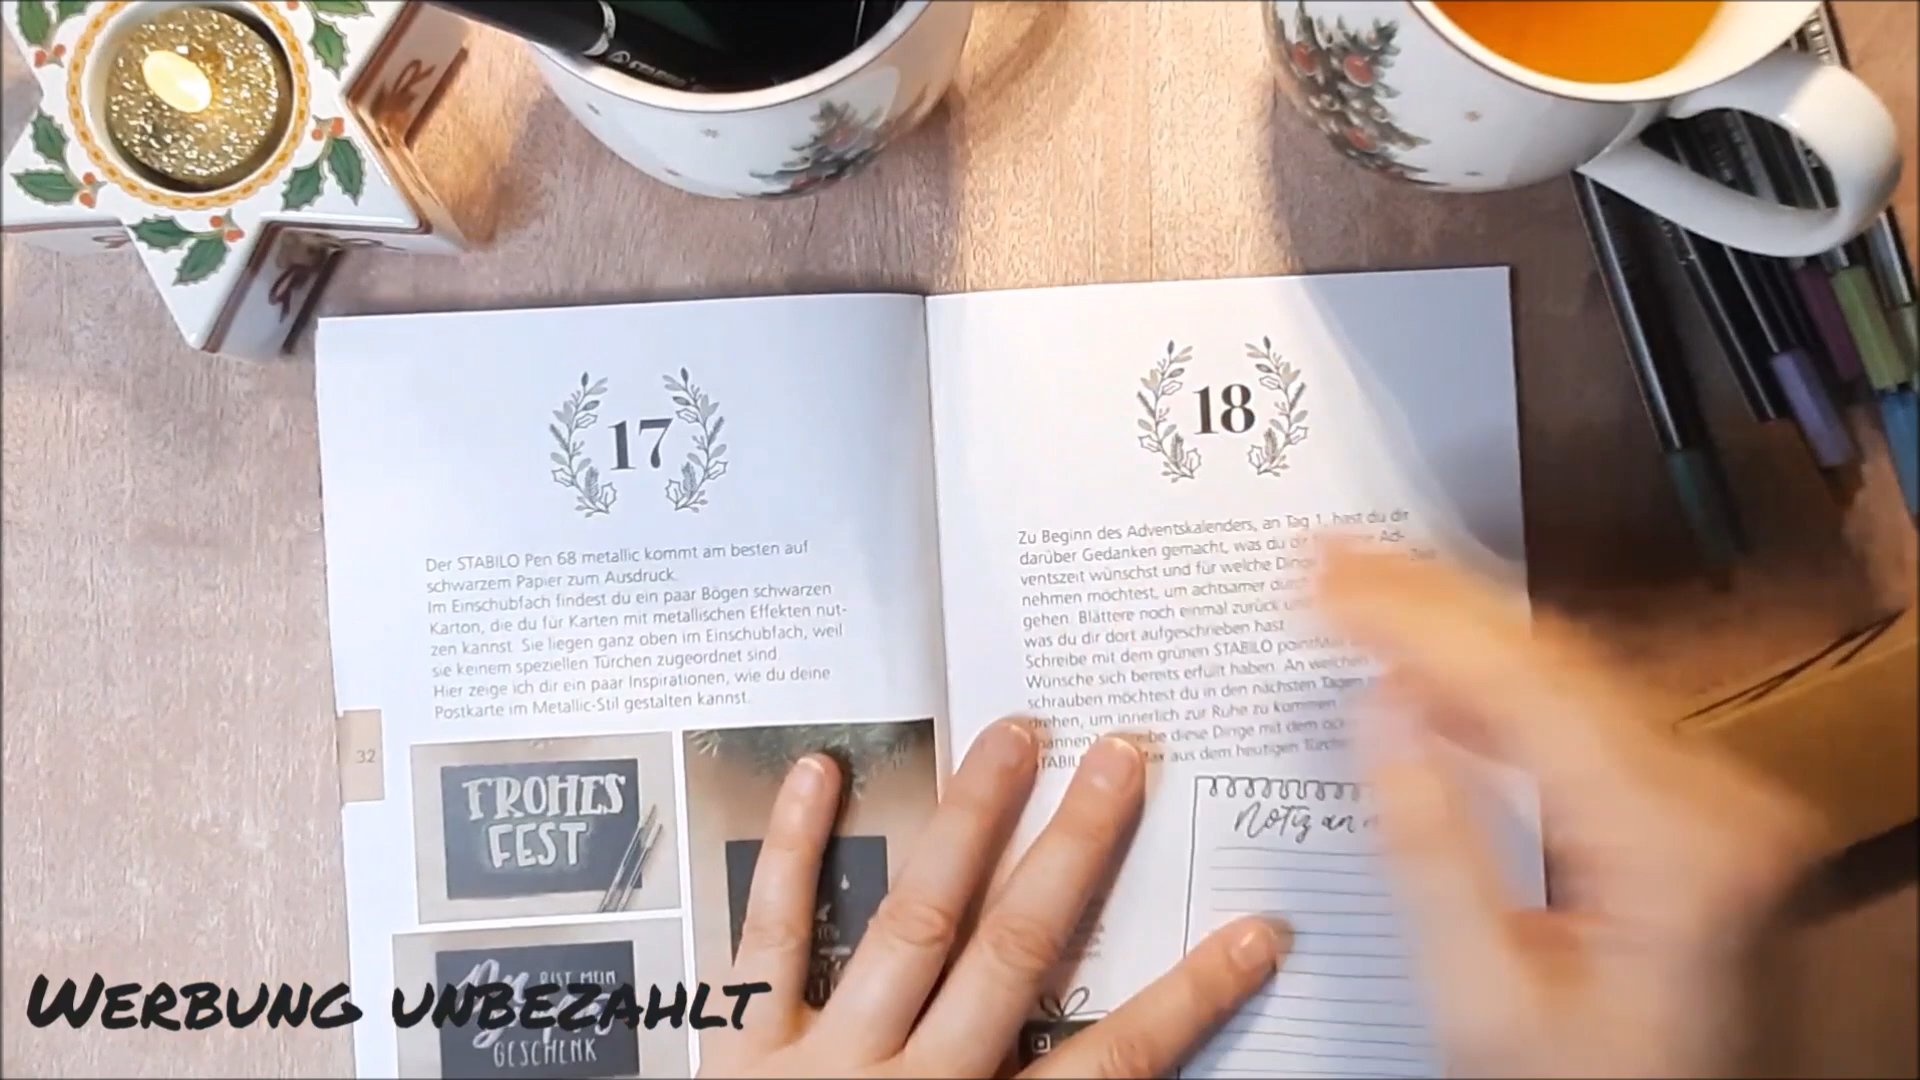 STABILO
17
Der STABILO Pen 68 metallic kommt am besten auf
schwarzem Papier zum Ausdruck.
Im Einschubfach findest du ein paar Bögen schwarzen
Karton, die du für Karten mit metallischen Effekten nut-
zen kannst. Sie liegen ganz oben im Einschubfach, weil
sie keinem speziellen Türchen zugeordnet sind.
Hier zeige ich dir ein paar Inspirationen, wie du deine
Postkarte im Metallic-Stil gestalten kannst.
32
FROHES
FEST
BIST MEIN
GESCHENK
18
Zu Beginn des Adventskalenders, an Tag 1, hast du dir
darüber Gedanken gemacht, was du dir Ad-
ventszeit wünschst und für welche Dinge Zeit
nehmen möchtest, um achtsamer durch
gehen. Blättere noch einmal zurück und
was du dir dort aufgeschrieben hast.
Schreibe mit dem grünen STABILO pointMax
Wünsche sich bereits erfüllt haben. An welchen
schrauben möchtest du in den nächsten Tagen
drehen, um innerlich zur Ruhe zu kommen
diese Dinge mit dem
aus dem heutigen Türchen
Notiz an
Werbung unbezahlt